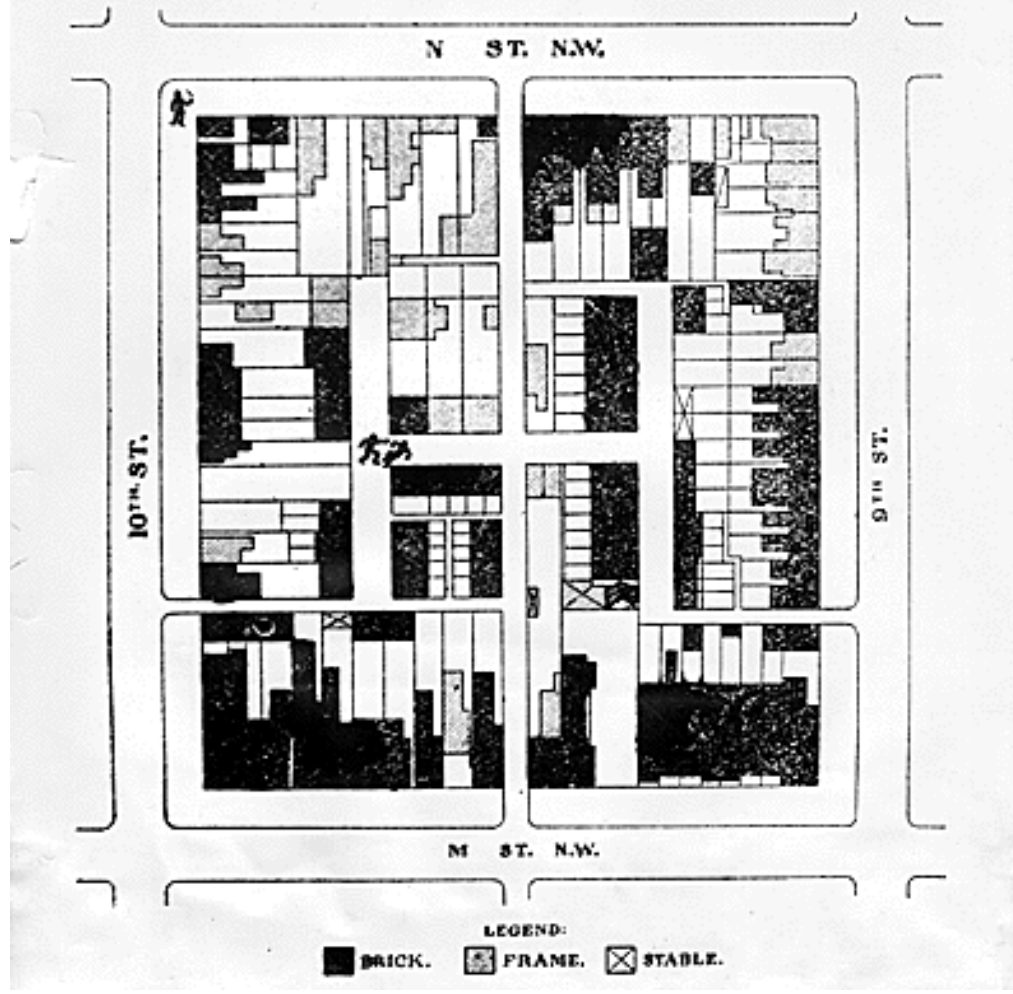 N ST. N.W.
10TH ST.
9TH ST.
M ST. N.W.
LEGEND:
BRICK. FRAME. STABLE.